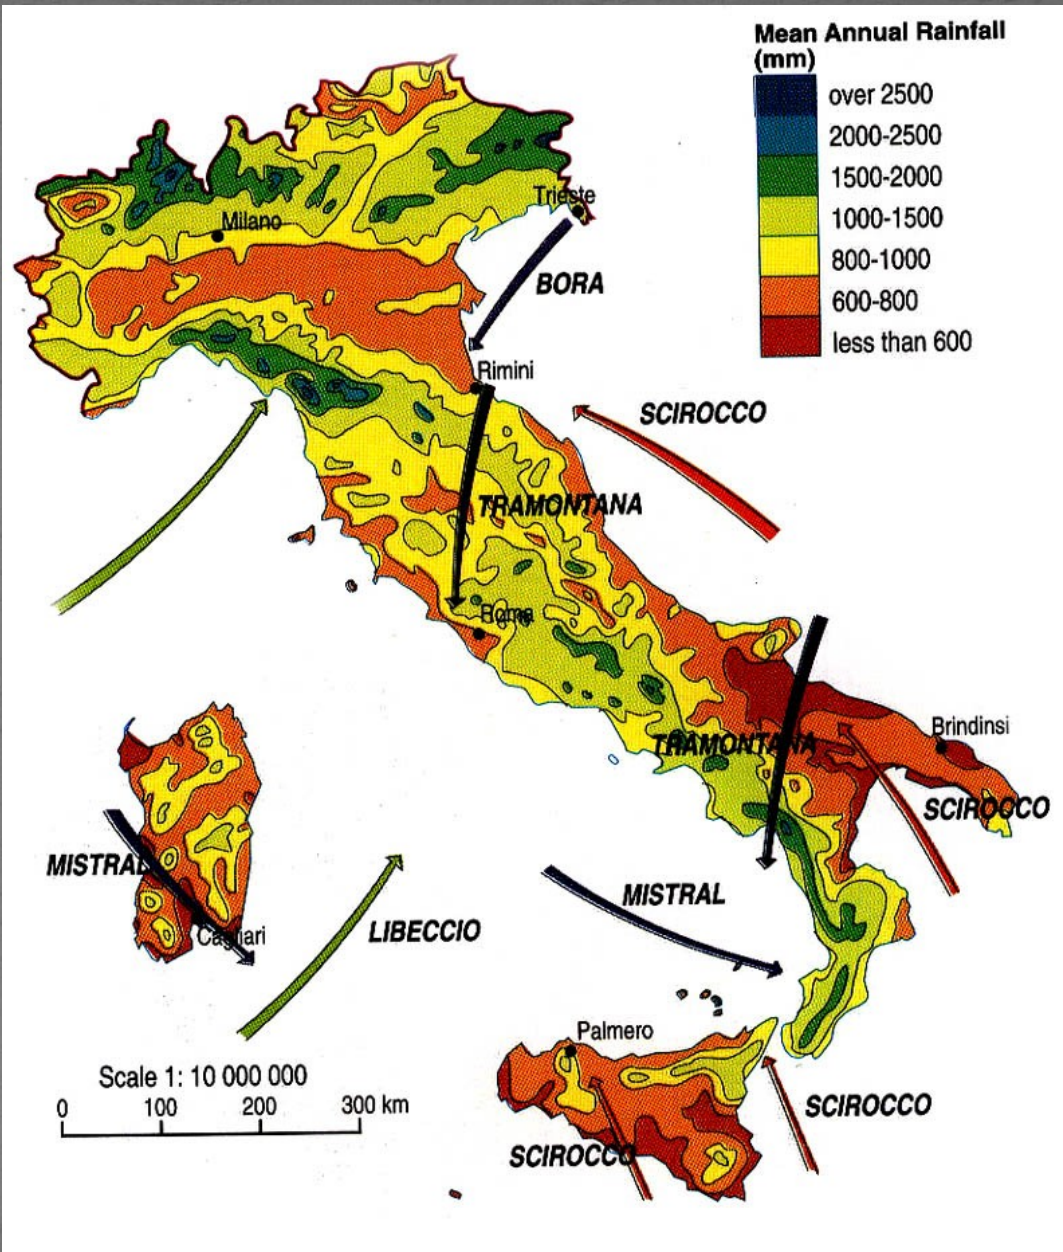 Mean Annual Rainfall
(mm)
over 2500
2000-2500
1500-2000
1000-1500
800-1000
600-800
less than 600
Trieste
Milano
BORA
Rimini
SCIROCCO
TRAMONTANA
Roma
Brindinsi
TRAMONTANA
SCIROCCO
MISTRAL
MISTRAL
LIBECCIO
Cagliari
Palmero
Scale 1: 10 000 000
0 100 200 300 km
SCIROCCO
SCIROCCO